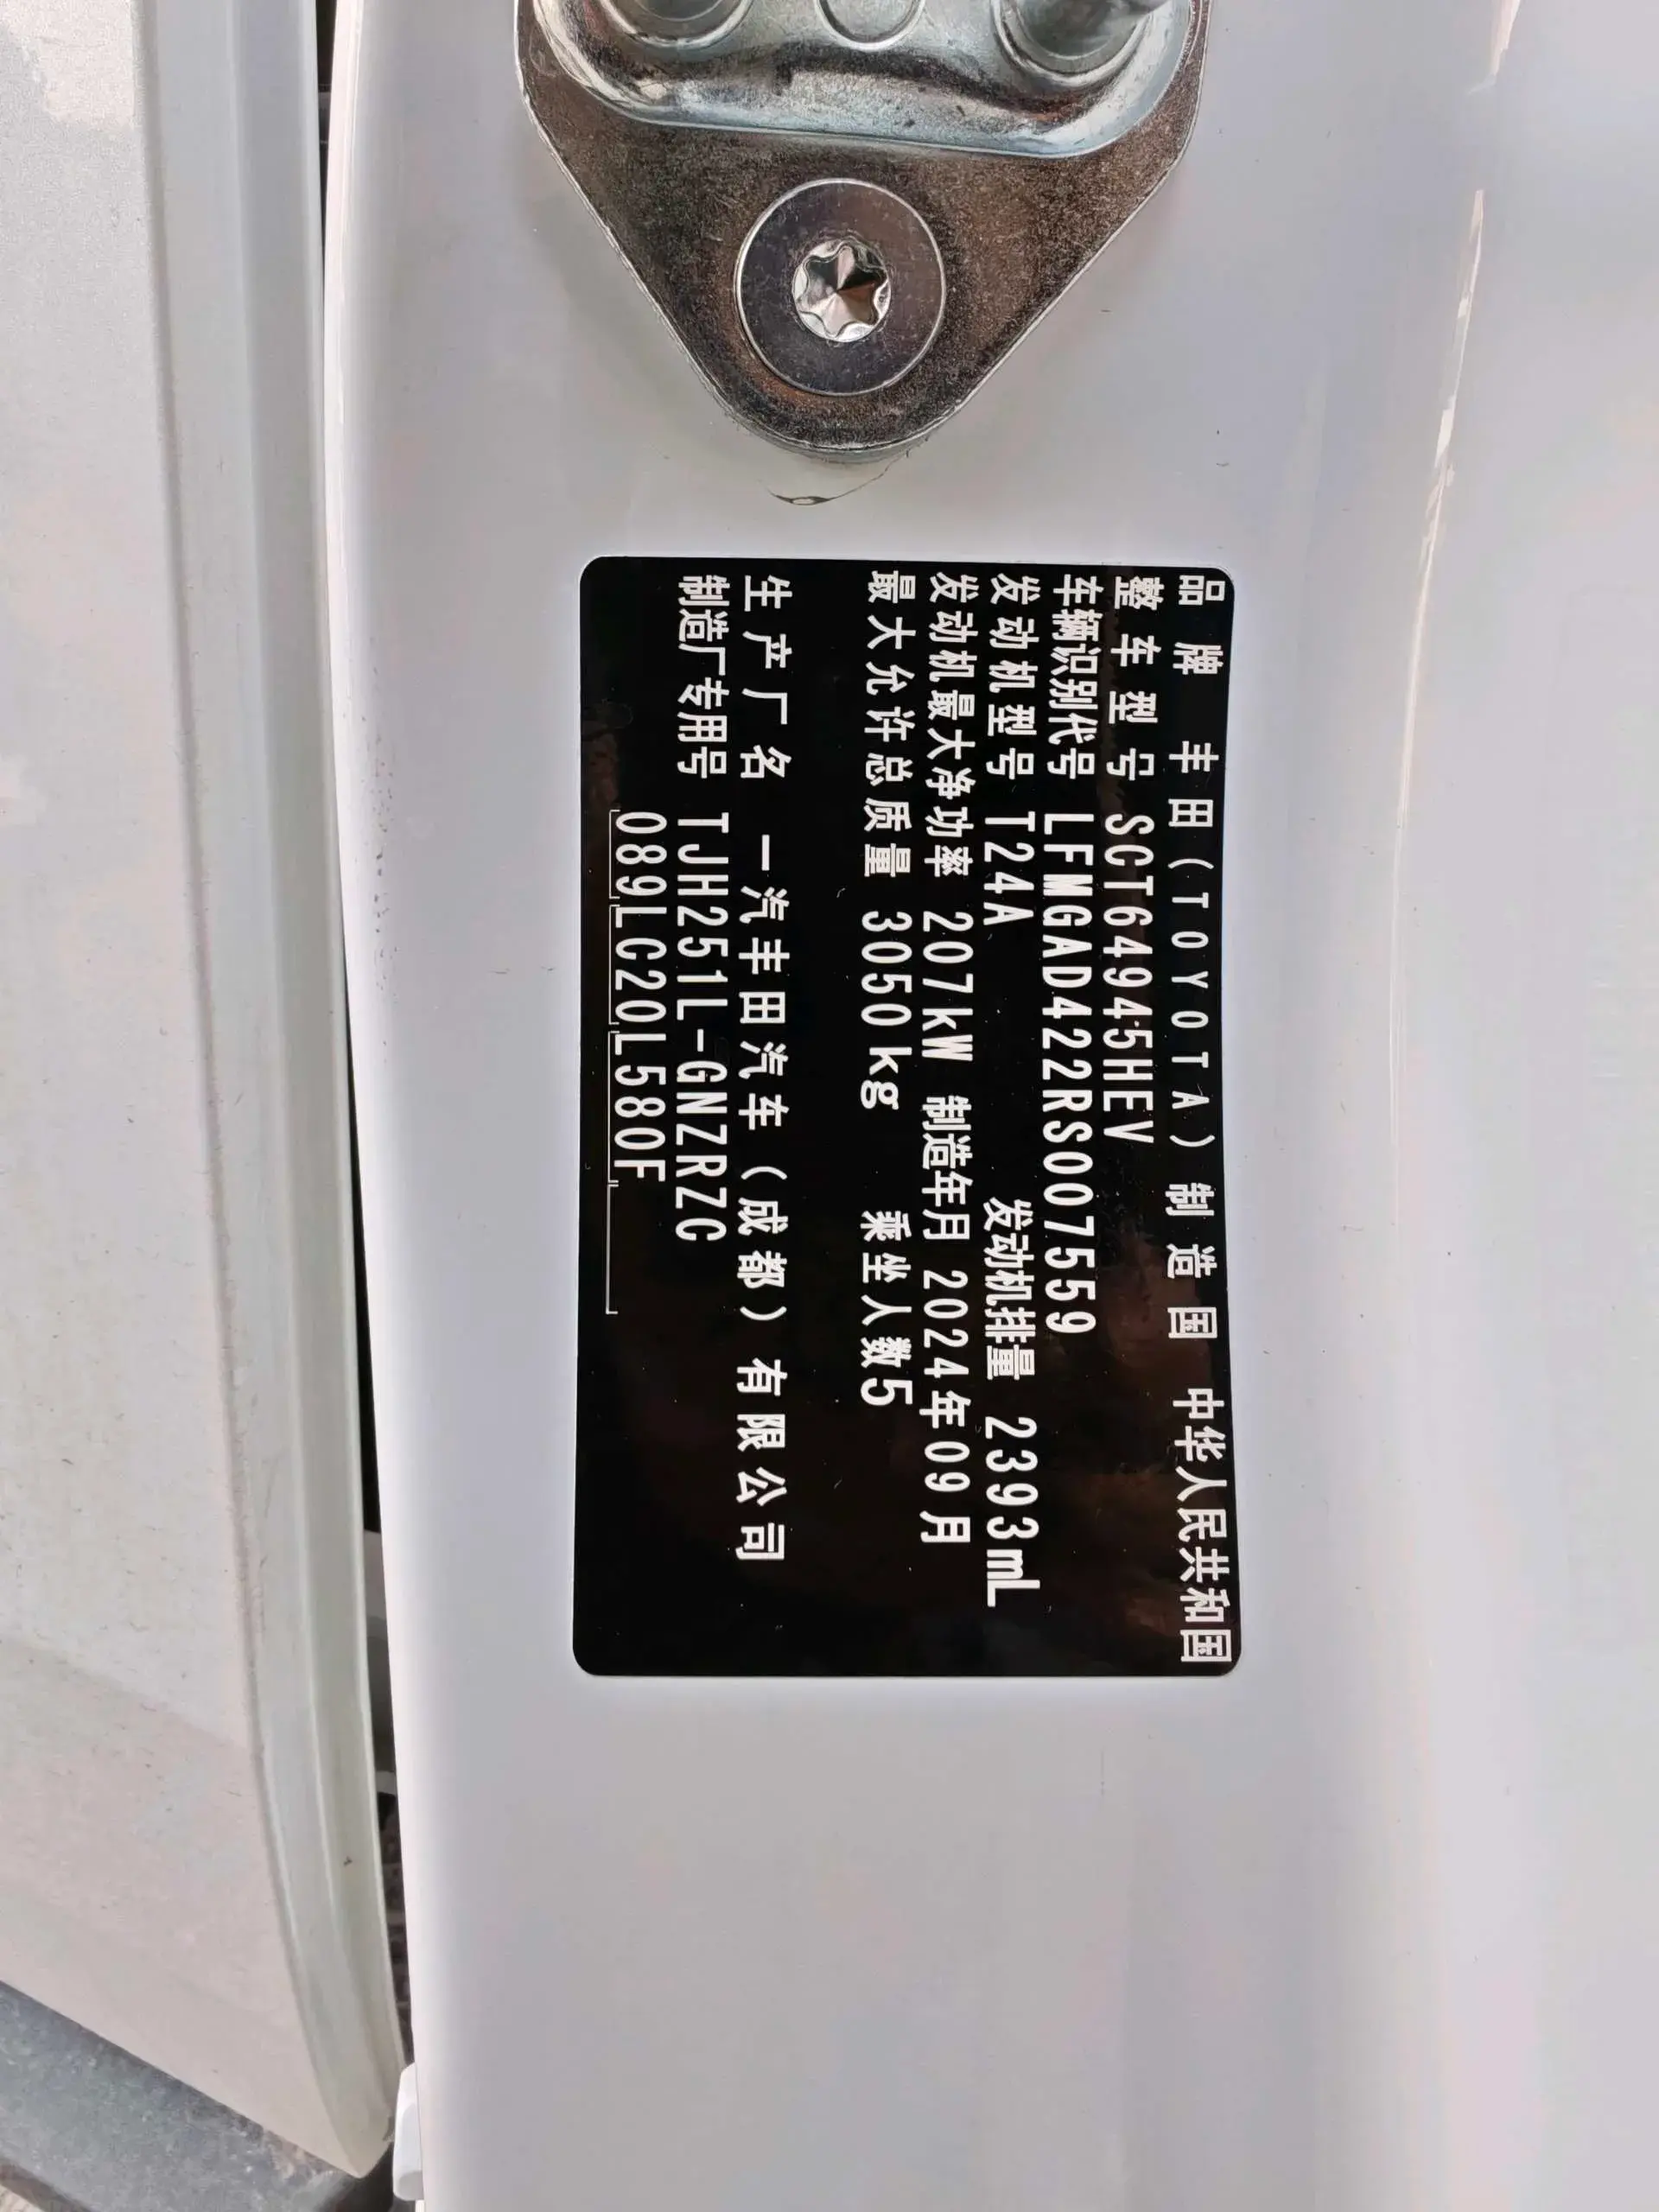 品 牌 丰田(TOYOTA) 制造国 中华人民共和国
整车型号 SCT64945HEV
车辆识别代号 LFMGAD422RS007559
发动机型号 T24A 发动机排量 2393mL
发动机最大净功率 207kW 制造年月 2024年09月
最大允许总质量 3050kg 乘坐人数5
生产厂名 一汽丰田汽车(成都)有限公司
制造厂专用号 TJH251L-GNZRZC
089LC20L580F